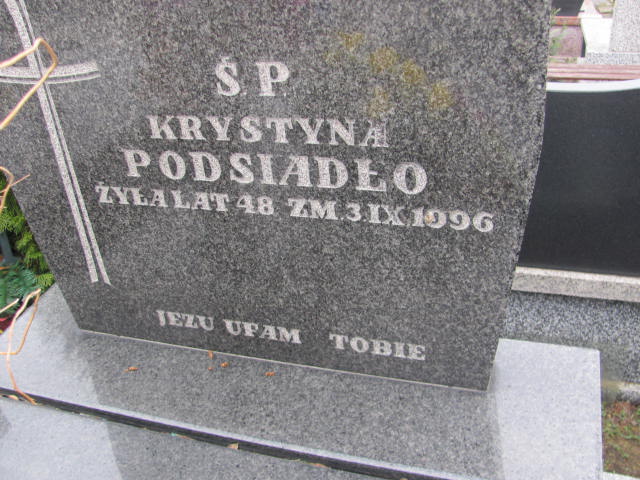 Ś.P.
KRYSTYNA
PODSIADŁO
ŻYŁA LAT 48 ZM. 3.IX.1996
JEZU UFAM TOBIE